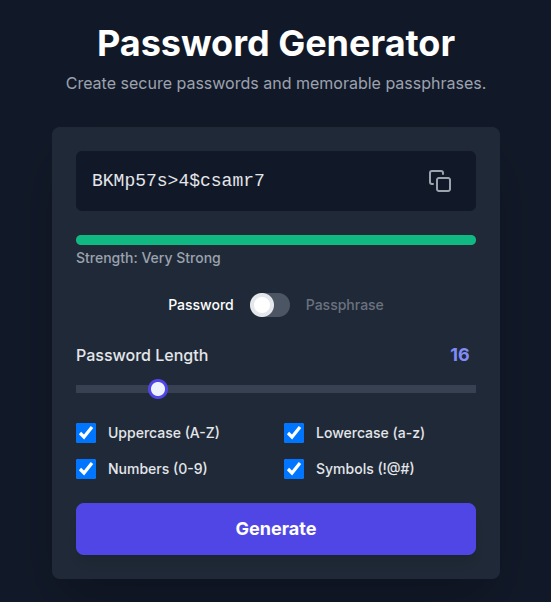 Password Generator
Create secure passwords and memorable passphrases.
BKMp57s>4$csamr7
Strength: Very Strong
Password Passphrase
Password Length 16
Uppercase (A-Z) Lowercase (a-z)
Numbers (0-9) Symbols (!@#)
Generate